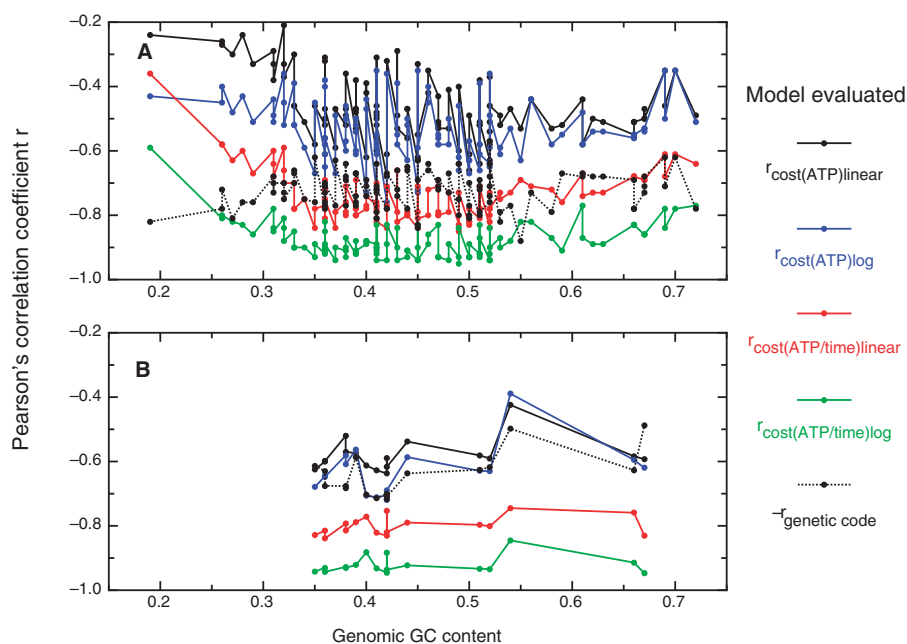 Pearson's correlation coefficient r
−0.2
−0.4
−0.6
−0.8
−1.0
A
0.2
0.3
0.4
0.5
0.6
0.7
−0.2
−0.4
−0.6
−0.8
−1.0
B
0.2
0.3
0.4
0.5
0.6
0.7
Genomic GC content
Model evaluated
rcost(ATP)linear
rcost(ATP)log
rcost(ATP/time)linear
rcost(ATP/time)log
−rgenetic code